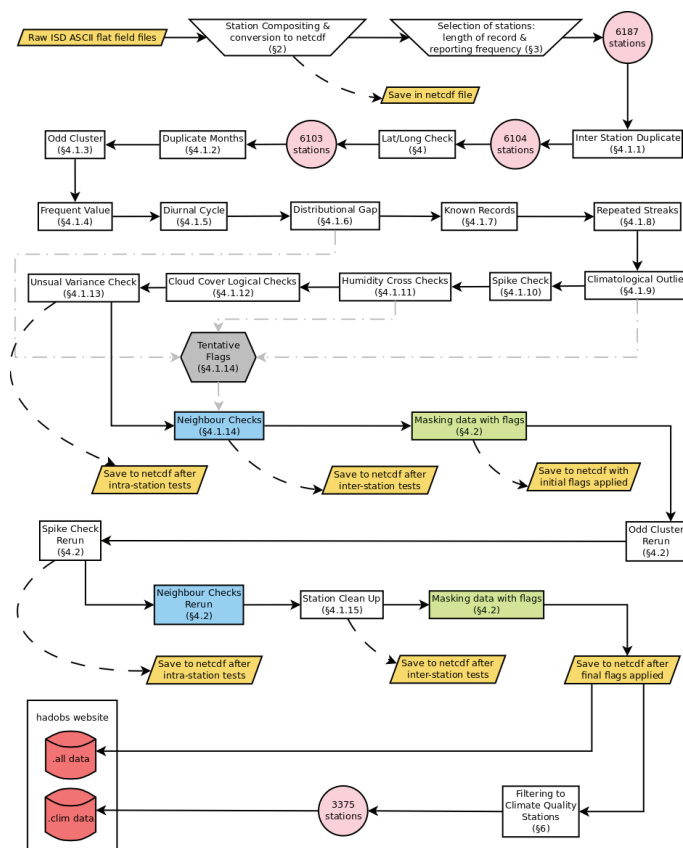 Raw ISD ASCII flat field files
Station Compositing &
conversion to netcdf
(§2)
Selection of stations:
length of record &
reporting frequency (§3)
6187
stations
Save in netcdf file
Odd Cluster
(§4.1.3)
Duplicate Months
(§4.1.2)
6103
stations
Lat/Long Check
(§4)
6104
stations
Inter Station Duplicate
(§4.1.1)
Frequent Value
(§4.1.4)
Diurnal Cycle
(§4.1.5)
Distributional Gap
(§4.1.6)
Known Records
(§4.1.7)
Repeated Streaks
(§4.1.8)
Unsual Variance Check
(§4.1.13)
Cloud Cover Logical Checks
(§4.1.12)
Humidity Cross Checks
(§4.1.11)
Spike Check
(§4.1.10)
Climatological Outlier
(§4.1.9)
Tentative
Flags
(§4.1.14)
Neighbour Checks
(§4.1.14)
Masking data with flags
(§4.2)
Save to netcdf after
intra-station tests
Save to netcdf after
inter-station tests
Save to netcdf with
initial flags applied
Spike Check
Rerun
(§4.2)
Odd Cluster
Rerun
(§4.2)
Neighbour Checks
Rerun
(§4.2)
Station Clean Up
(§4.1.15)
Masking data with flags
(§4.2)
Save to netcdf after
intra-station tests
Save to netcdf after
inter-station tests
Save to netcdf after
final flags applied
hadobs website
.all data
.clim data
3375
stations
Filtering to
Climate Quality
Stations
(§6)